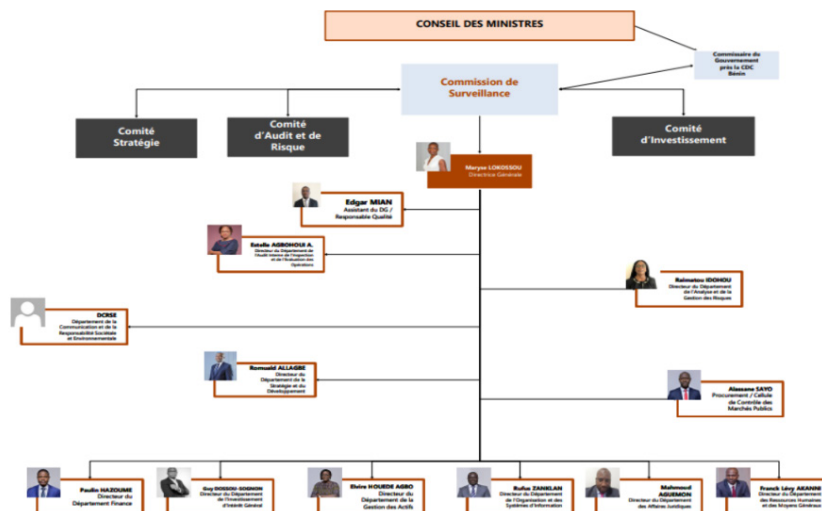 CONSEIL DES MINISTRES
Commissaire du
Gouvernement
près la CDC
Bénin
Commission de
Surveillance
Comité
Stratégie
Comité
d'Audit et de
Risque
Comité
d'Investissement
Maryse LOKOSSOU
Directrice Générale
Edgar MIAN
Assistant du DG /
Responsable Qualité
Estelle AGBOHOUI A.
Directeur du Département de
l'Audit Interne de l'Inspection
et de l'Evaluation des
Opérations
Raïmatou IDOHOU
Directeur du Département
de l'Analyse et de la
Gestion des Risques
DCRSE
Département de la
Communication et de la
Responsabilité Sociétale
et Environnementale
Romuald ALLAGBE
Directeur du
Département de la
Stratégie et du
Développement
Alassane SAYO
Procurement / Cellule
de Contrôle des
Marchés Publics
Paulin HAZOUME
Directeur du
Département Finance
Guy DOSSOU-SOGNON
Directeur du Département
de l'Investissement
d'Intérêt Général
Elvire HOUEDE AGBO
Directeur du
Département de la
Gestion des Actifs
Rufus ZANKLAN
Directeur du Département
de l'Organisation et des
Systèmes d'Information
Mahmoud
AGUEMON
Directeur du Département
des Affaires Juridiques
Franck Lévy AKANNI
Directeur du Département
des Ressources Humaines
et des Moyens Généraux